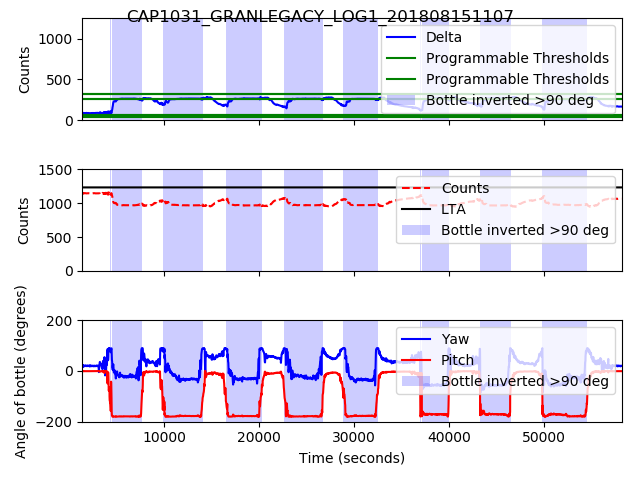 CAP1031_GRANLEGACY_LOG1_201808151107
1000
500
0
Counts
Delta
Programmable Thresholds
Programmable Thresholds
Bottle inverted >90 deg
1500
1000
500
0
Counts
Counts
LTA
Bottle inverted >90 deg
200
0
−200
Angle of bottle (degrees)
Yaw
Pitch
Bottle inverted >90 deg
10000 20000 30000 40000 50000
Time (seconds)